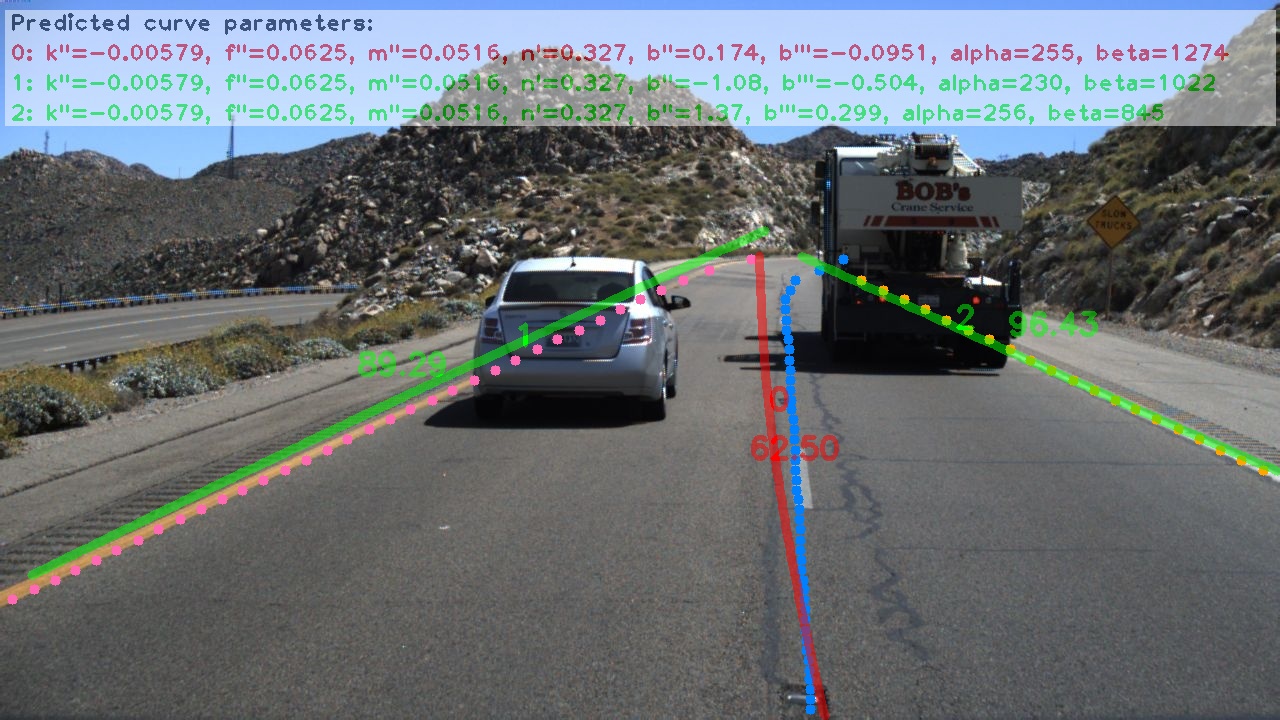 Predicted curve parameters:
0: k''=-0.00579, f''=0.0625, m''=0.0516, n'=0.327, b''=0.174, b'''=-0.0951, alpha=255, beta=1274
1: k''=-0.00579, f''=0.0625, m''=0.0516, n'=0.327, b''=-1.08, b'''=-0.504, alpha=230, beta=1022
2: k''=-0.00579, f''=0.0625, m''=0.0516, n'=0.327, b''=1.37, b'''=0.299, alpha=256, beta=845
BOB's
Crane Service
SLOW
TRUCKS
1
2
96.43
89.29
0
62.50